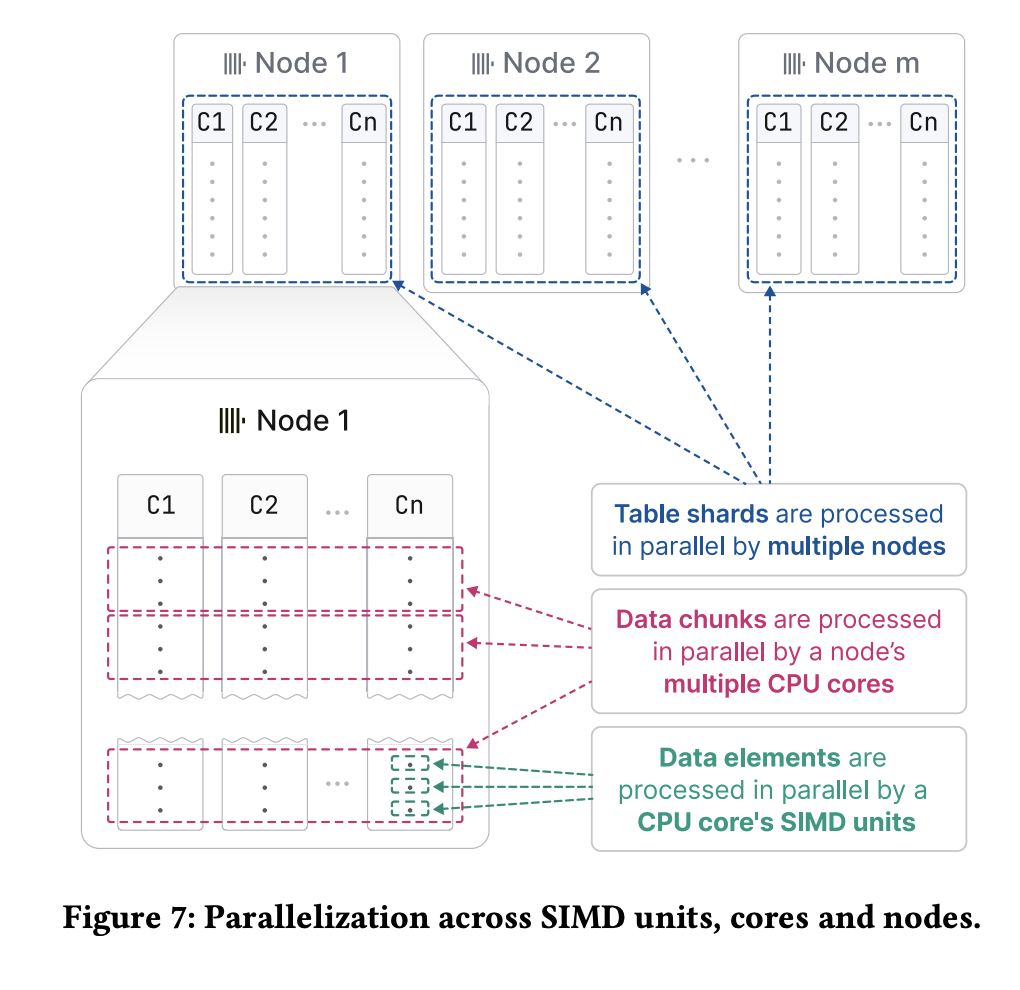 Node 1
Node 2
Node m
C1 C2 ... Cn
C1 C2 ... Cn
C1 C2 ... Cn
...
Node 1
C1 C2 ... Cn
...
Table shards are processed
in parallel by multiple nodes
Data chunks are processed
in parallel by a node’s
multiple CPU cores
Data elements are
processed in parallel by a
CPU core's SIMD units
Figure 7: Parallelization across SIMD units, cores and nodes.